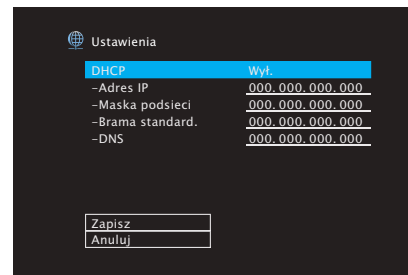 Ustawienia
DHCP Wył.
–Adres IP 000. 000. 000. 000
–Maska podsieci 000. 000. 000. 000
–Brama standard. 000. 000. 000. 000
–DNS 000. 000. 000. 000
Zapisz
Anuluj